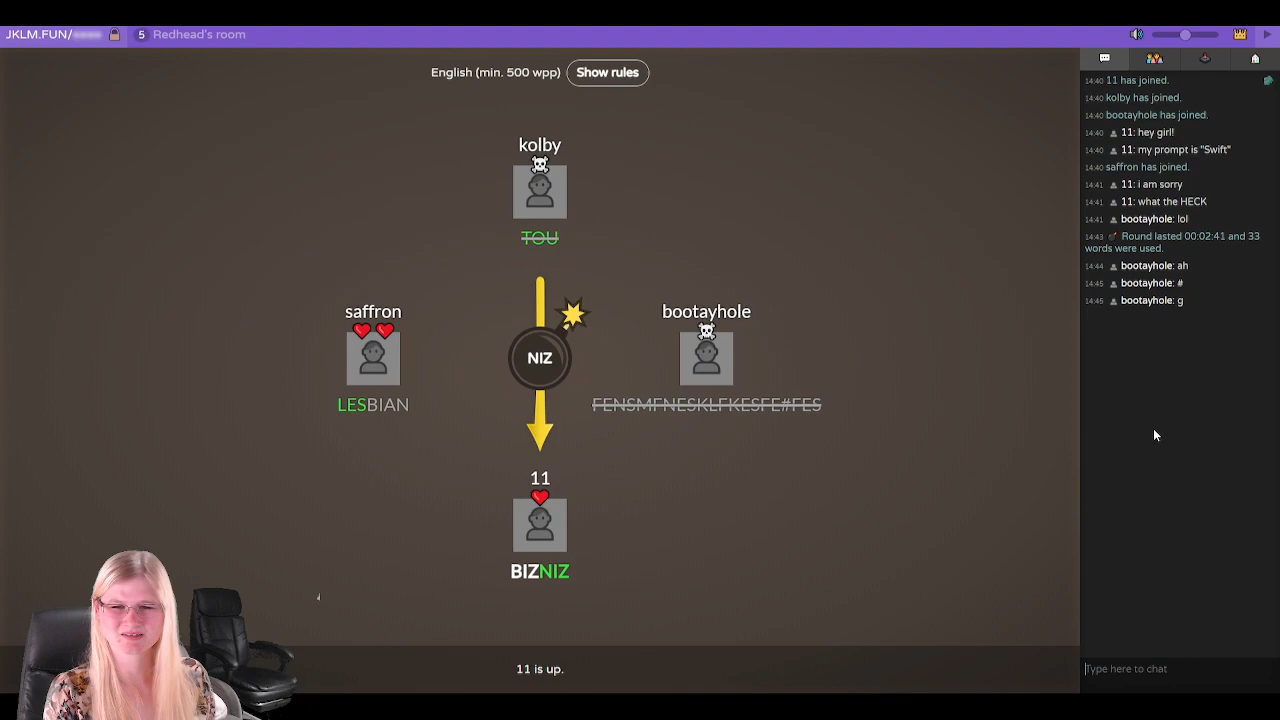 JKLM.FUN/
5 Redhead's room
English (min. 500 wpp) Show rules
kolby
TOU
saffron
LESBIAN
NIZ
bootayhole
FENSMFNESKLFKESFE#FES
11
BIZNIZ
11 is up.
14:40 11 has joined.
14:40 kolby has joined.
14:40 bootayhole has joined.
14:40 11: hey girl!
14:40 11: my prompt is "Swift"
14:40 saffron has joined.
14:41 11: i am sorry
14:41 11: what the HECK
14:41 bootayhole: lol
14:43 Round lasted 00:02:41 and 33
words were used.
14:44 bootayhole: ah
14:45 bootayhole: #
14:45 bootayhole: g
Type here to chat